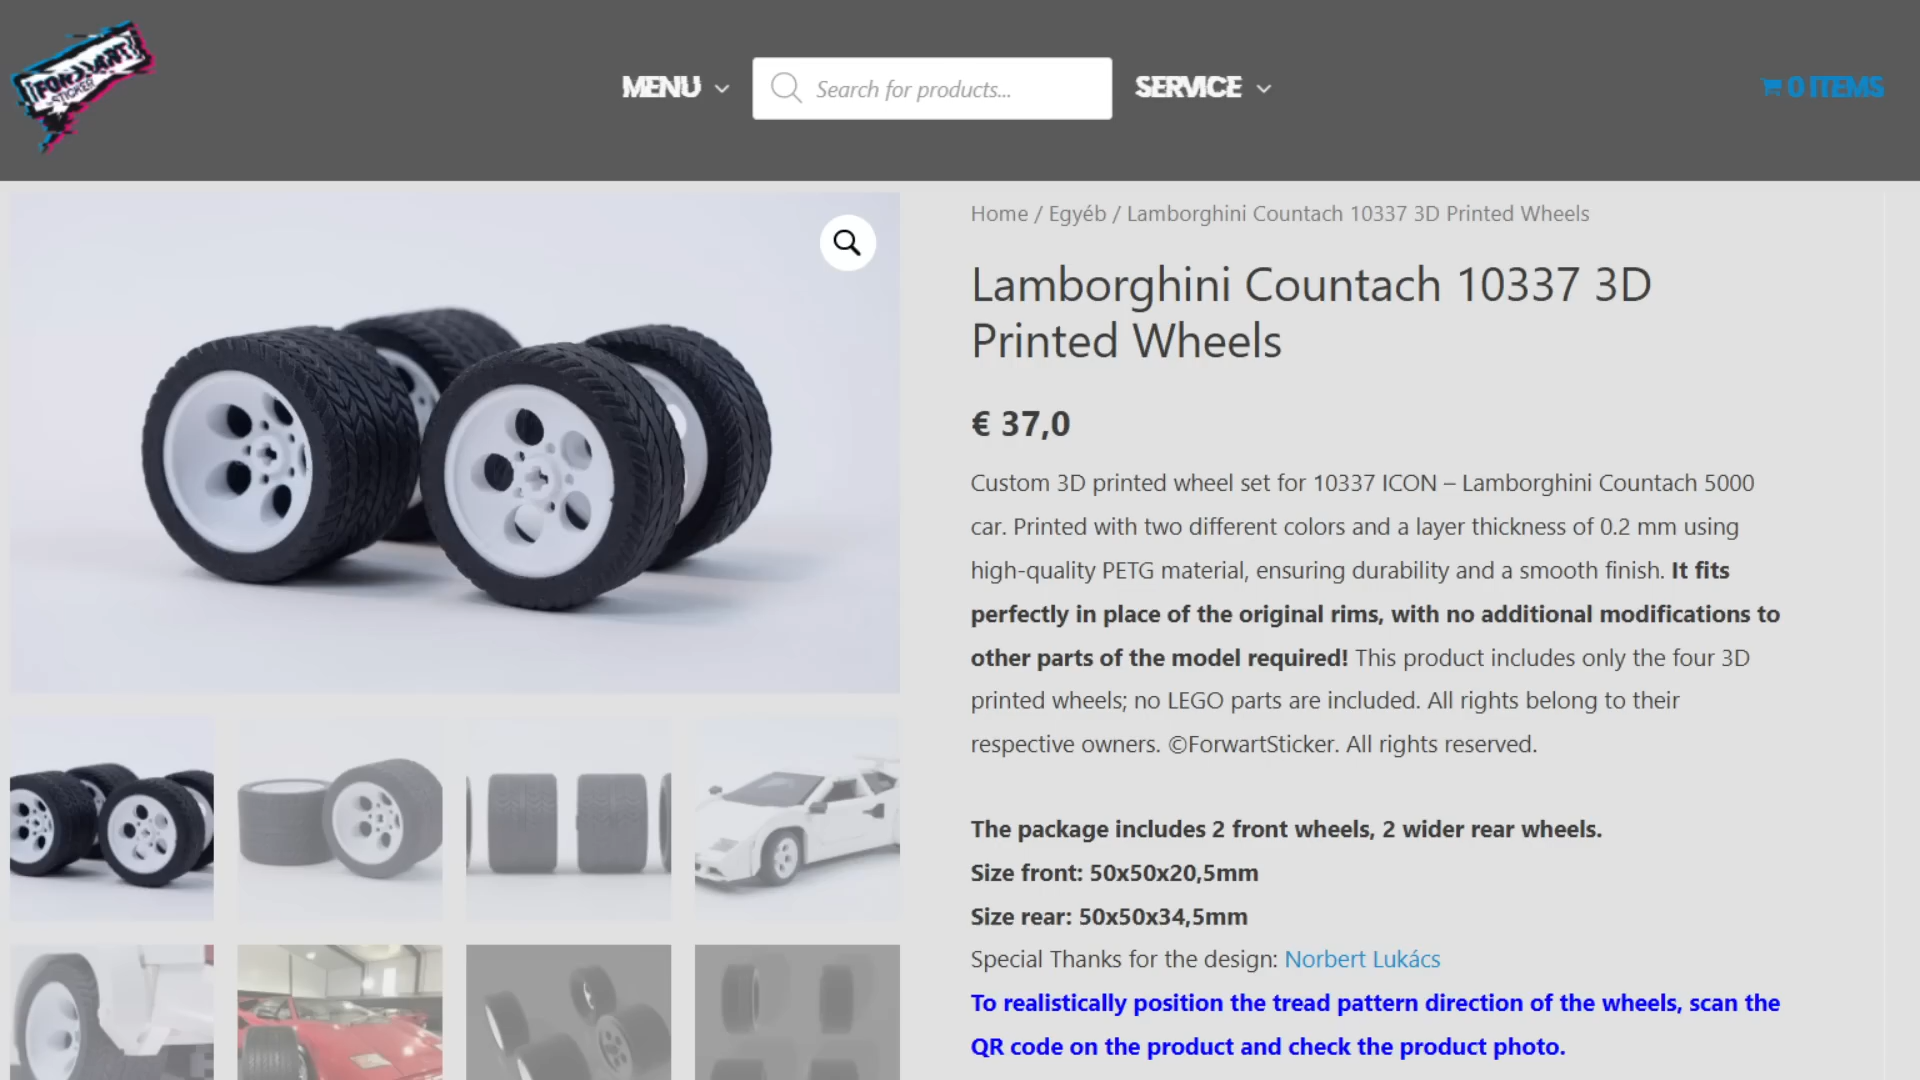 FORWART
STICKER
MENU
Search for products...
SERVICE
0 ITEMS
Home / Egyéb / Lamborghini Countach 10337 3D Printed Wheels
Lamborghini Countach 10337 3D
Printed Wheels
€ 37,0
Custom 3D printed wheel set for 10337 ICON – Lamborghini Countach 5000
car. Printed with two different colors and a layer thickness of 0.2 mm using
high-quality PETG material, ensuring durability and a smooth finish. It fits
perfectly in place of the original rims, with no additional modifications to
other parts of the model required! This product includes only the four 3D
printed wheels; no LEGO parts are included. All rights belong to their
respective owners. ©ForwartSticker. All rights reserved.
The package includes 2 front wheels, 2 wider rear wheels.
Size front: 50x50x20,5mm
Size rear: 50x50x34,5mm
Special Thanks for the design: Norbert Lukács
To realistically position the tread pattern direction of the wheels, scan the
QR code on the product and check the product photo.